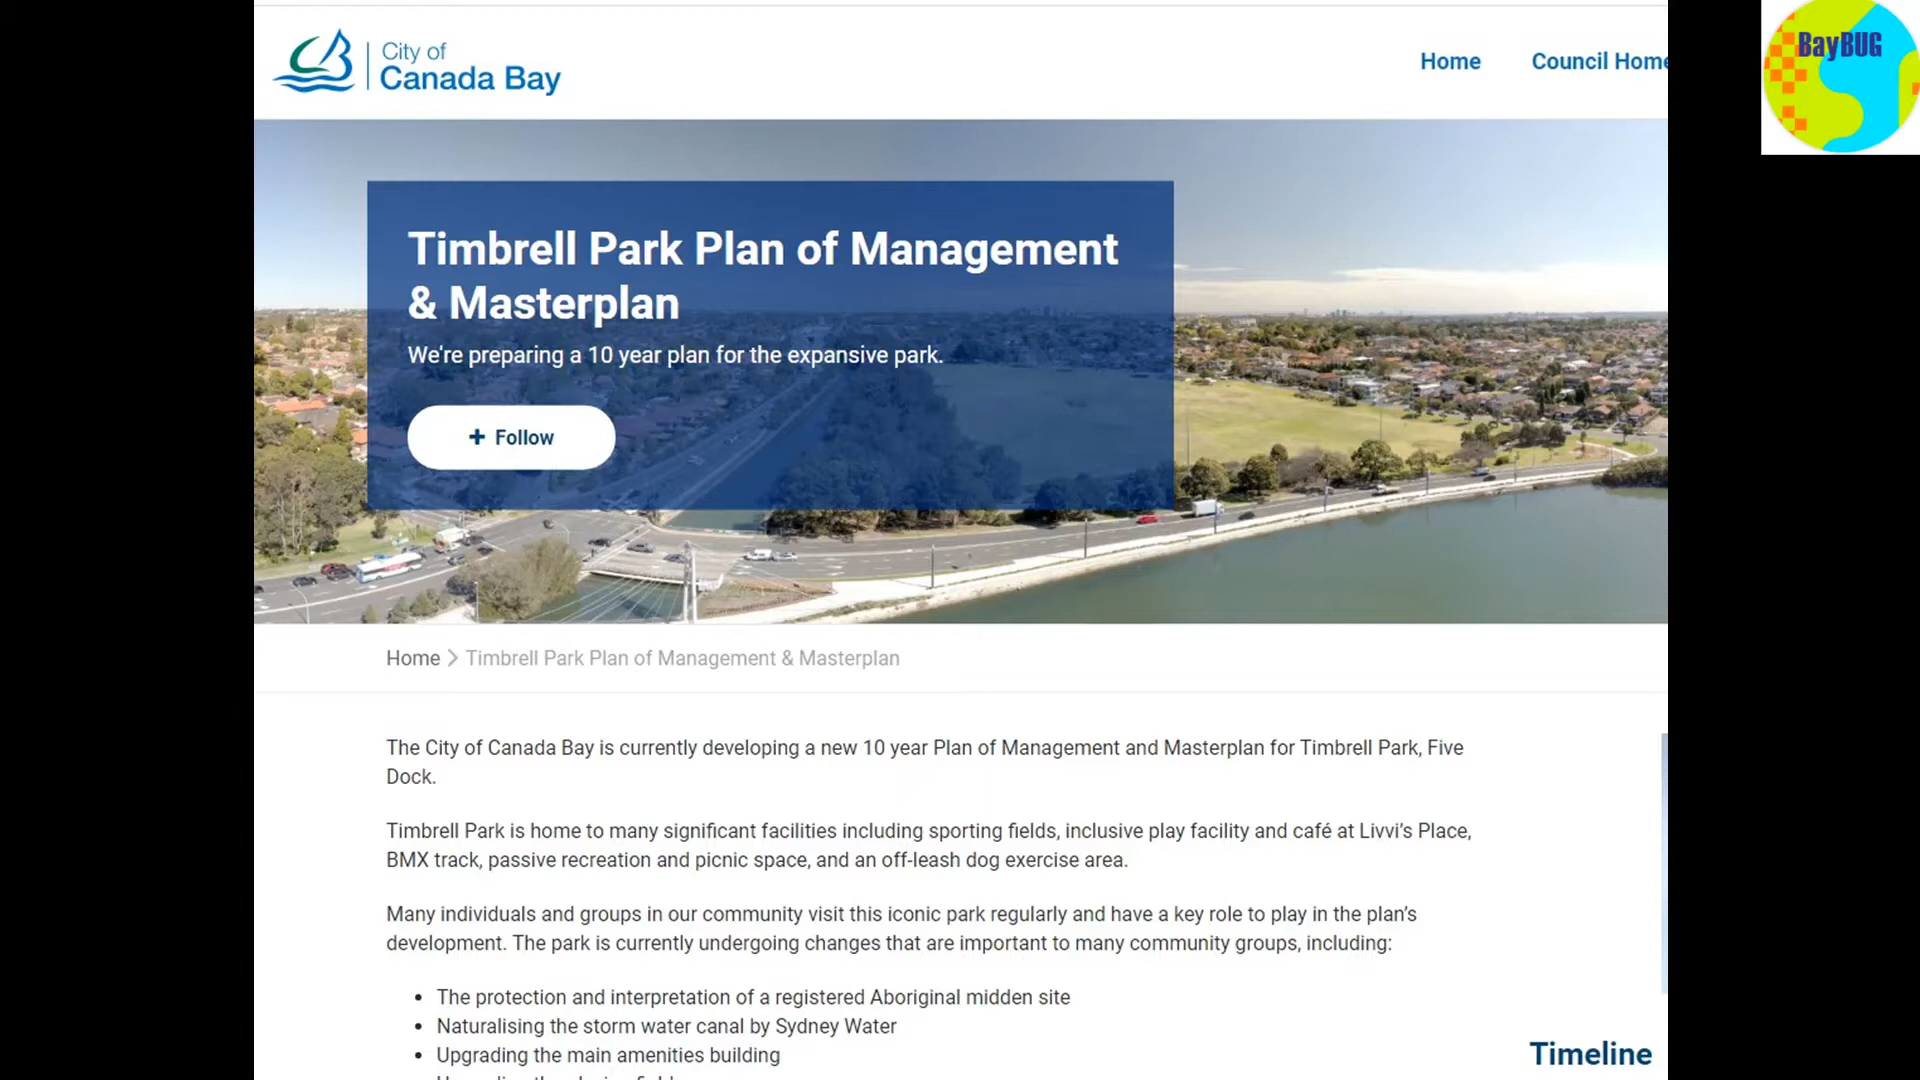 City of
Canada Bay
Home
Council Home
BayBUG
Timbrell Park Plan of Management
& Masterplan
We're preparing a 10 year plan for the expansive park.
+ Follow
Home > Timbrell Park Plan of Management & Masterplan
The City of Canada Bay is currently developing a new 10 year Plan of Management and Masterplan for Timbrell Park, Five
Dock.
Timbrell Park is home to many significant facilities including sporting fields, inclusive play facility and café at Livvi’s Place,
BMX track, passive recreation and picnic space, and an off-leash dog exercise area.
Many individuals and groups in our community visit this iconic park regularly and have a key role to play in the plan’s
development. The park is currently undergoing changes that are important to many community groups, including:
• The protection and interpretation of a registered Aboriginal midden site
• Naturalising the storm water canal by Sydney Water
• Upgrading the main amenities building
Timeline